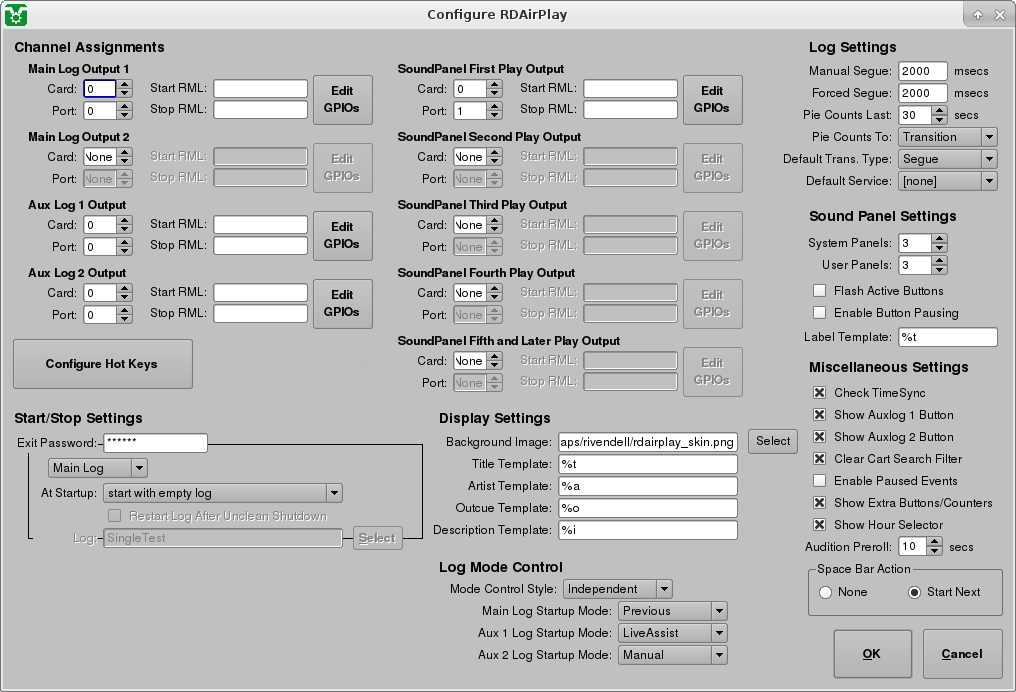 Configure RDAirPlay
Channel Assignments
Main Log Output 1
Card: 0 Start RML: Edit GPIOs
Port: 0 Stop RML:
Main Log Output 2
Card: None Start RML: Edit GPIOs
Port: None Stop RML:
Aux Log 1 Output
Card: 0 Start RML: Edit GPIOs
Port: 0 Stop RML:
Aux Log 2 Output
Card: 0 Start RML: Edit GPIOs
Port: 0 Stop RML:
Configure Hot Keys
SoundPanel First Play Output
Card: 0 Start RML: Edit GPIOs
Port: 1 Stop RML:
SoundPanel Second Play Output
Card: None Start RML: Edit GPIOs
Port: None Stop RML:
SoundPanel Third Play Output
Card: None Start RML: Edit GPIOs
Port: None Stop RML:
SoundPanel Fourth Play Output
Card: None Start RML: Edit GPIOs
Port: None Stop RML:
SoundPanel Fifth and Later Play Output
Card: None Start RML: Edit GPIOs
Port: None Stop RML:
Start/Stop Settings
Exit Password: ******
Main Log
At Startup: start with empty log
Restart Log After Unclean Shutdown
Log: SingleTest Select
Display Settings
Background Image: aps/rivendell/rdairplay_skin.png Select
Title Template: %t
Artist Template: %a
Outcue Template: %o
Description Template: %i
Log Mode Control
Mode Control Style: Independent
Main Log Startup Mode: Previous
Aux 1 Log Startup Mode: LiveAssist
Aux 2 Log Startup Mode: Manual
Log Settings
Manual Segue: 2000 msecs
Forced Segue: 2000 msecs
Pie Counts Last: 30 secs
Pie Counts To: Transition
Default Trans. Type: Segue
Default Service: [none]
Sound Panel Settings
System Panels: 3
User Panels: 3
Flash Active Buttons
Enable Button Pausing
Label Template: %t
Miscellaneous Settings
Check TimeSync
Show Auxlog 1 Button
Show Auxlog 2 Button
Clear Cart Search Filter
Enable Paused Events
Show Extra Buttons/Counters
Show Hour Selector
Audition Preroll: 10 secs
Space Bar Action
None Start Next
OK Cancel